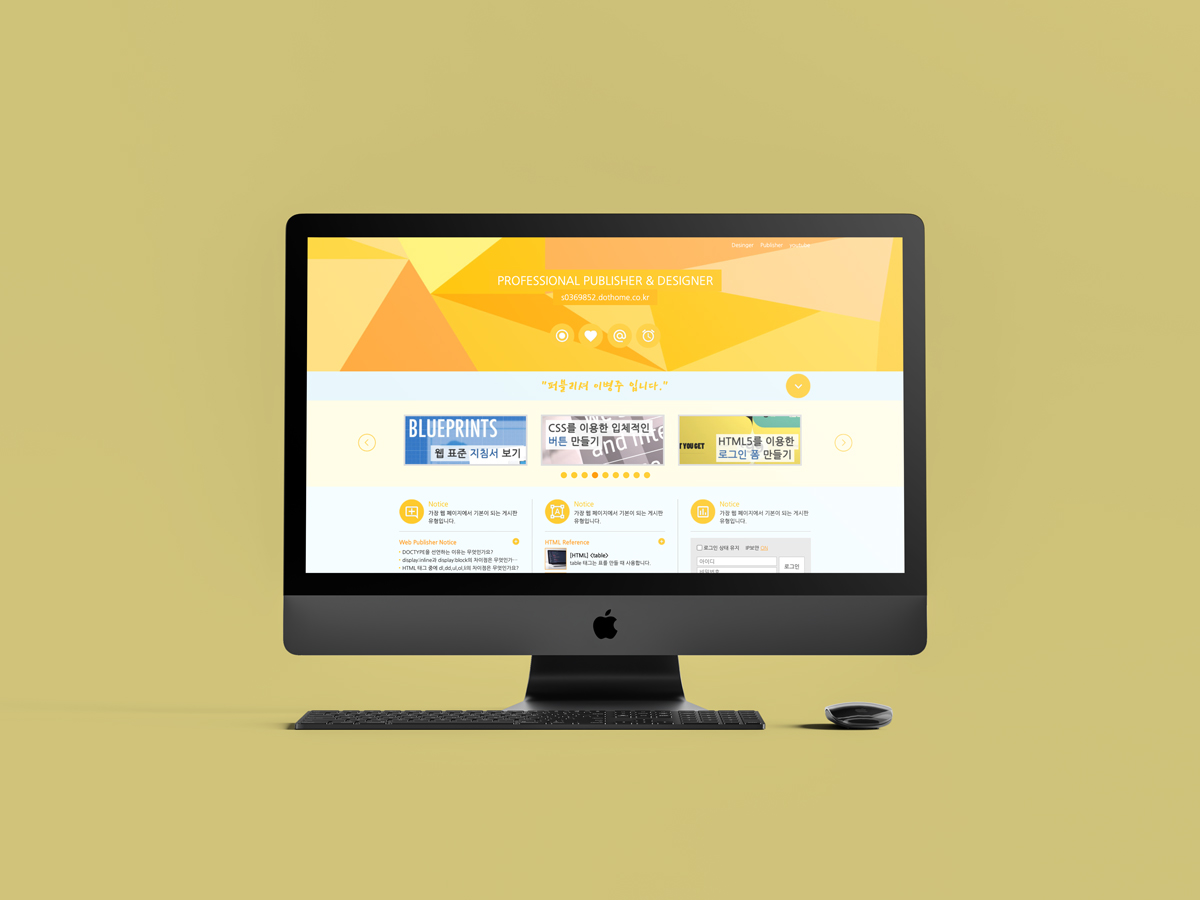 Desinger Publisher youtube
PROFESSIONAL PUBLISHER & DESIGNER
s0369852.dothome.co.kr
"퍼블리셔 이병주 입니다."
BLUEPRINTS
웹 표준 지침서 보기
CSS를 이용한 입체적인
버튼 만들기
and inte
T YOU GET
HTML5를 이용한
로그인 폼 만들기
Notice
가장 웹 페이지에서 기본이 되는 게시판
유형입니다.
Notice
가장 웹 페이지에서 기본이 되는 게시판
유형입니다.
Notice
가장 웹 페이지에서 기본이 되는 게시판
유형입니다.
Web Publisher Notice
· DOCTYPE을 선언하는 이유는 무엇인가요?
· display:inline과 display:block의 차이점은 무엇인가…
· HTML 태그 중에 dl,dd,ul,ol,li의 차이점은 무엇인가요?
HTML Reference
[HTML] <table>
table 태그는 표를 만들 때 사용합니다.
로그인 상태 유지 IP보안 ON
아이디
비밀번호
로그인